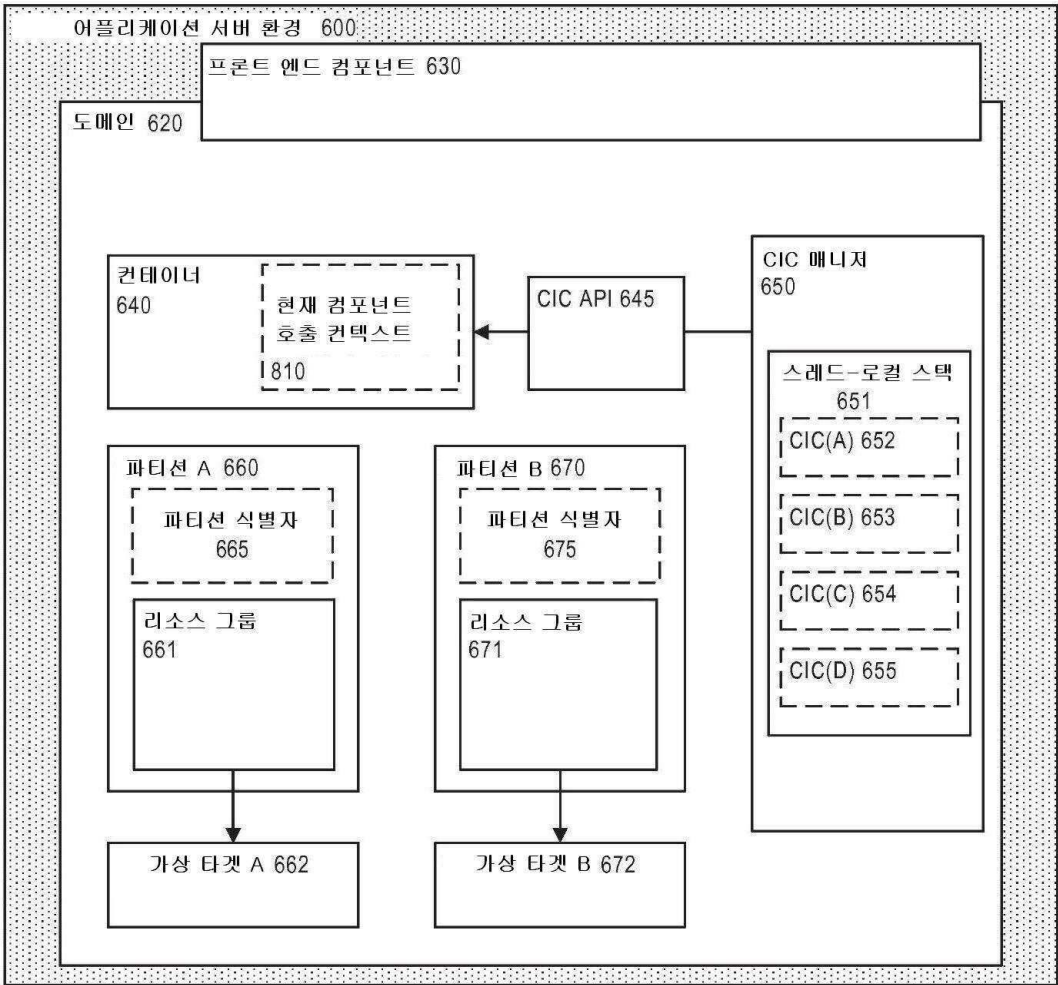 어플리케이션 서버 환경 600
프론트 엔드 컴포넌트 630
도메인 620
컨테이너
640
현재 컴포넌트
호출 컨텍스트
810
CIC API 645
CIC 매니저
650
스레드-로컬 스택
651
CIC(A) 652
CIC(B) 653
CIC(C) 654
CIC(D) 655
파티션 A 660
파티션 식별자
665
리소스 그룹
661
파티션 B 670
파티션 식별자
675
리소스 그룹
671
가상 타겟 A 662
가상 타겟 B 672